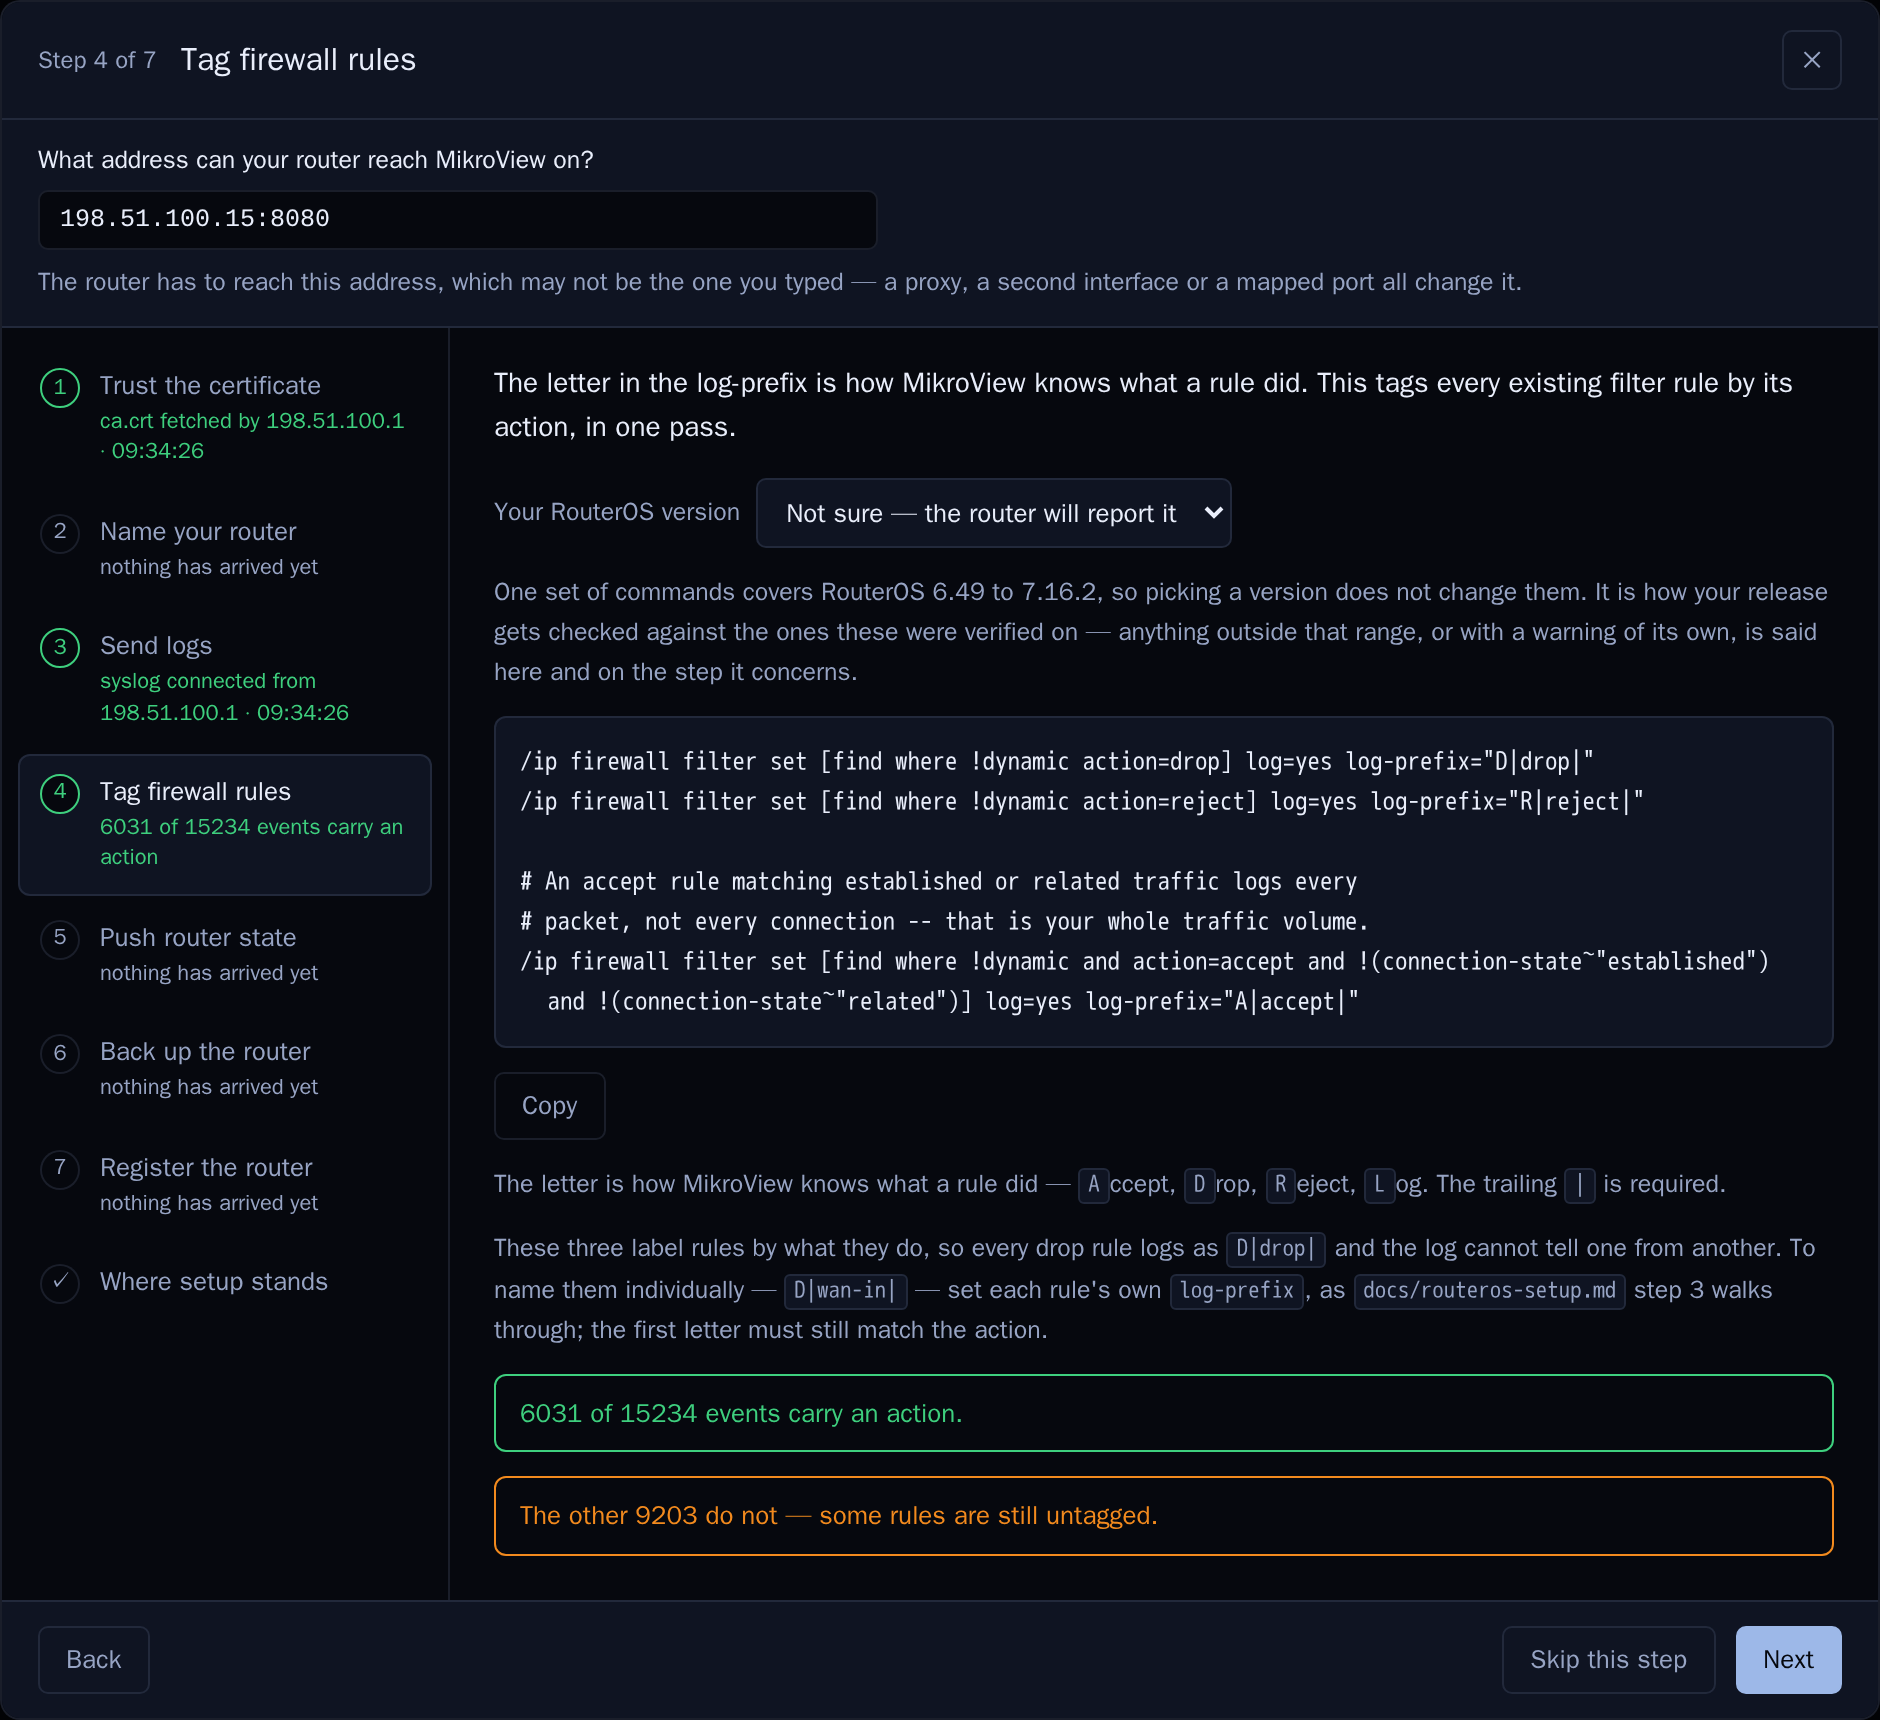 Step 4 of 7 Tag firewall rules
What address can your router reach MikroView on?
198.51.100.15:8080
The router has to reach this address, which may not be the one you typed — a proxy, a second interface or a mapped port all change it.
1 Trust the certificate
ca.crt fetched by 198.51.100.1
· 09:34:26
2 Name your router
nothing has arrived yet
3 Send logs
syslog connected from
198.51.100.1 · 09:34:26
4 Tag firewall rules
6031 of 15234 events carry an
action
5 Push router state
nothing has arrived yet
6 Back up the router
nothing has arrived yet
7 Register the router
nothing has arrived yet
✓ Where setup stands
The letter in the log-prefix is how MikroView knows what a rule did. This tags every existing filter rule by its
action, in one pass.
Your RouterOS version Not sure — the router will report it
One set of commands covers RouterOS 6.49 to 7.16.2, so picking a version does not change them. It is how your release
gets checked against the ones these were verified on — anything outside that range, or with a warning of its own, is said
here and on the step it concerns.
/ip firewall filter set [find where !dynamic action=drop] log=yes log-prefix="D|drop|"
/ip firewall filter set [find where !dynamic action=reject] log=yes log-prefix="R|reject|"
# An accept rule matching established or related traffic logs every
# packet, not every connection -- that is your whole traffic volume.
/ip firewall filter set [find where !dynamic and action=accept and !(connection-state~"established")
and !(connection-state~"related")] log=yes log-prefix="A|accept|"
Copy
The letter is how MikroView knows what a rule did — Accept, Drop, Reject, Log. The trailing | is required.
These three label rules by what they do, so every drop rule logs as D|drop| and the log cannot tell one from another. To
name them individually — D|wan-in| — set each rule's own log-prefix, as docs/routeros-setup.md step 3 walks
through; the first letter must still match the action.
6031 of 15234 events carry an action.
The other 9203 do not — some rules are still untagged.
Back
Skip this step
Next